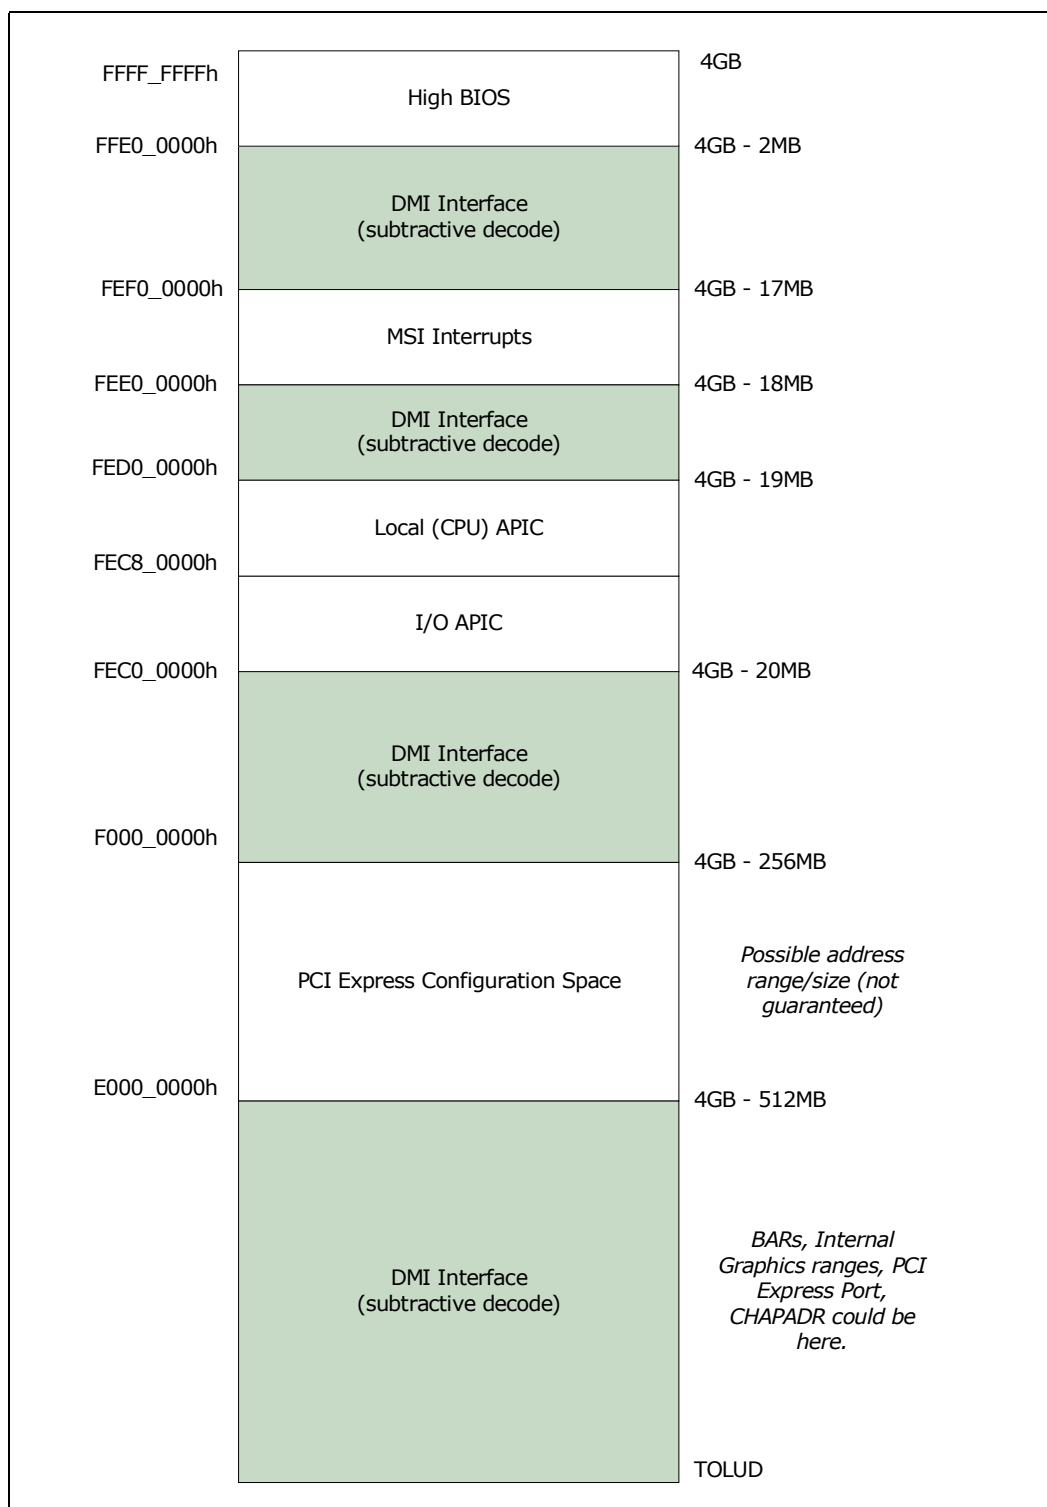 FFFF_FFFFh
4GB
High BIOS
FFE0_0000h
4GB - 2MB
DMI Interface
(subtractive decode)
FEF0_0000h
4GB - 17MB
MSI Interrupts
FEE0_0000h
4GB - 18MB
DMI Interface
(subtractive decode)
FED0_0000h
4GB - 19MB
Local (CPU) APIC
FEC8_0000h
I/O APIC
FEC0_0000h
4GB - 20MB
DMI Interface
(subtractive decode)
F000_0000h
4GB - 256MB
PCI Express Configuration Space
Possible address
range/size (not
guaranteed)
E000_0000h
4GB - 512MB
DMI Interface
(subtractive decode)
BARs, Internal
Graphics ranges, PCI
Express Port,
CHAPADR could be
here.
TOLUD